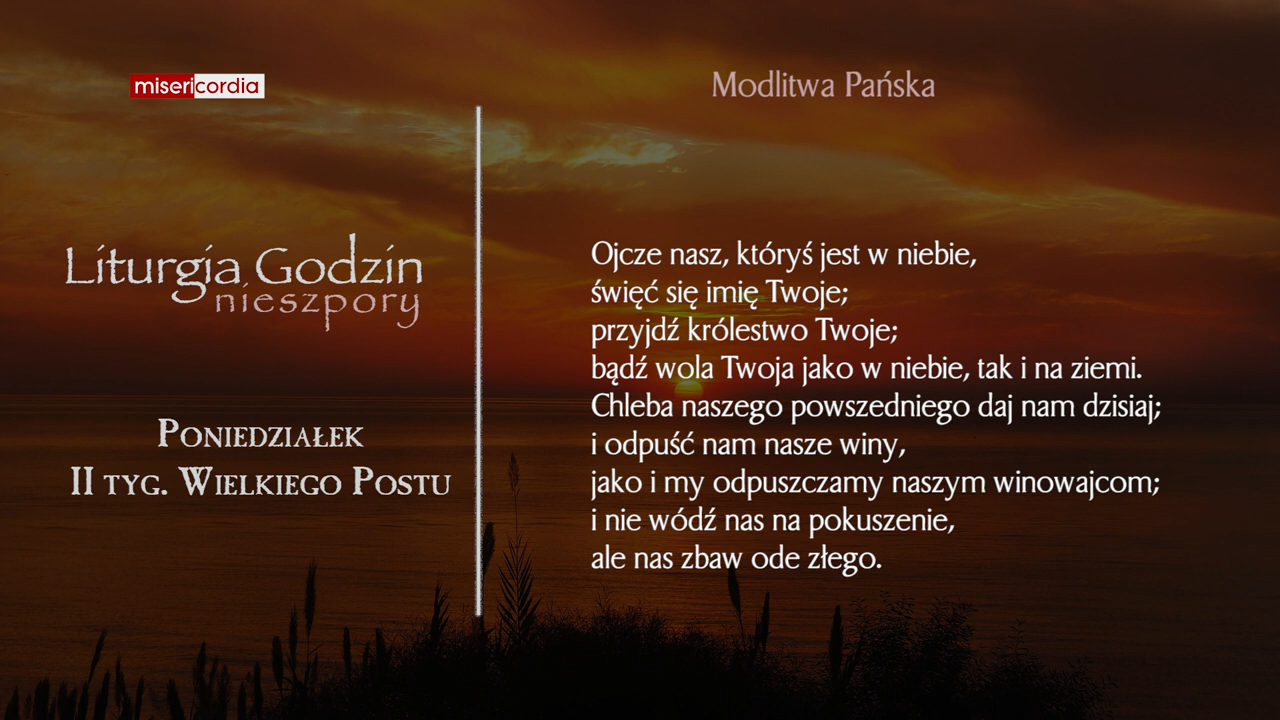 misericordia
Liturgia Godzin
nieszpory
Poniedziałek
II tyg. Wielkiego Postu
Modlitwa Pańska
Ojcze nasz, któryś jest w niebie,
święć się imię Twoje;
przyjdź królestwo Twoje;
bądź wola Twoja jako w niebie, tak i na ziemi.
Chleba naszego powszedniego daj nam dzisiaj;
i odpuść nam nasze winy,
jako i my odpuszczamy naszym winowajcom;
i nie wódź nas na pokuszenie,
ale nas zbaw ode złego.